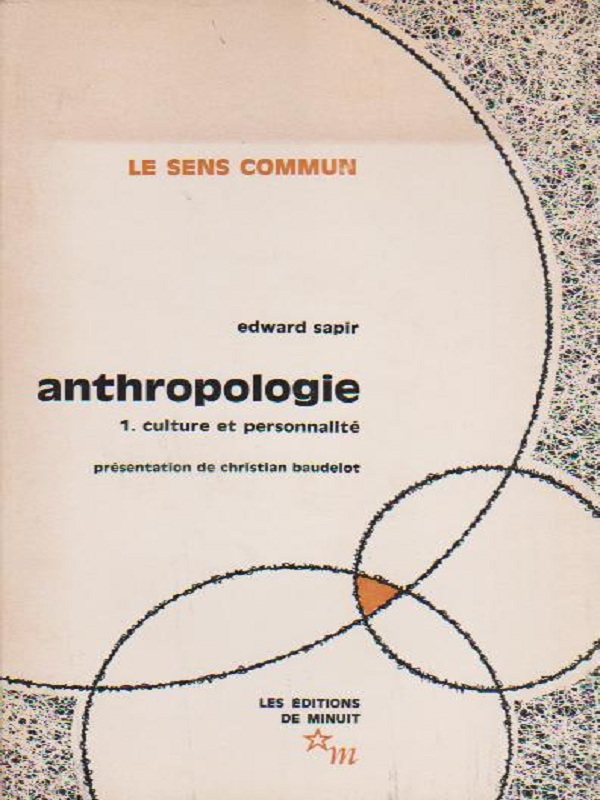 LE SENS COMMUN
edward sapir
anthropologie
1. culture et personnalité
présentation de christian baudelot
LES ÉDITIONS
DE MINUIT
m